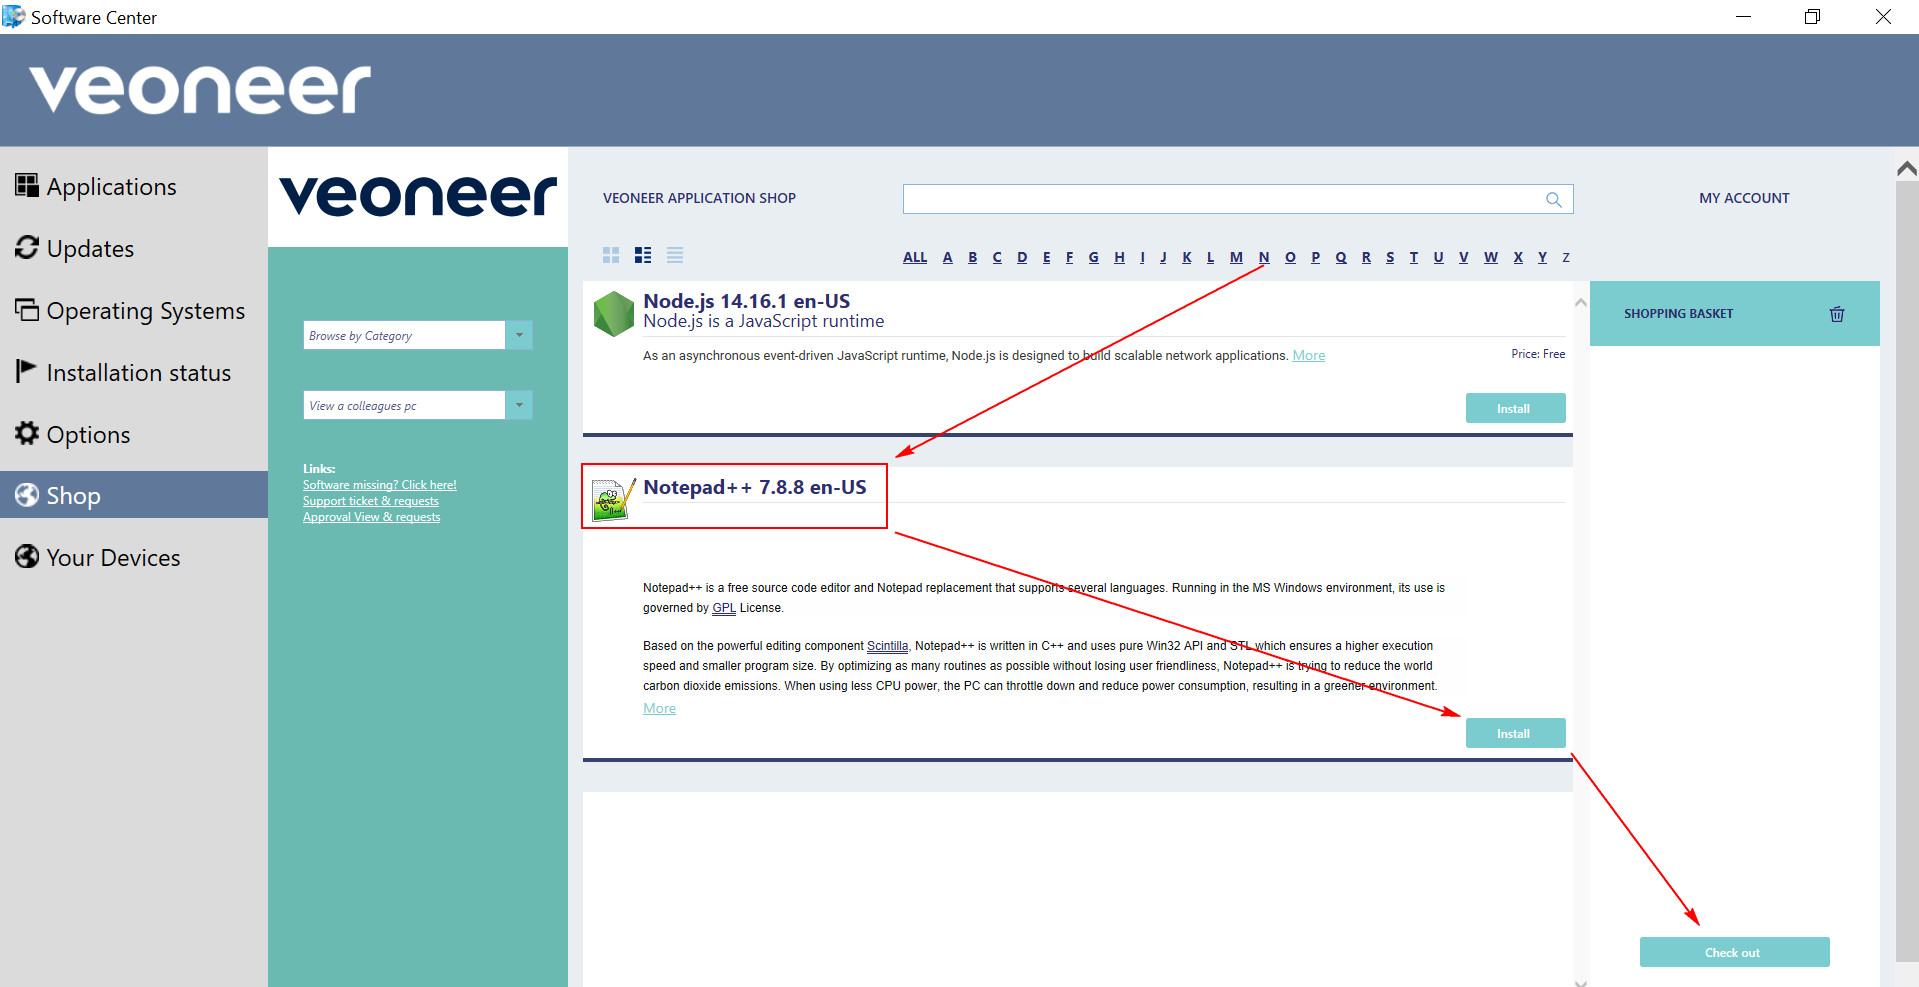 Software Center
veoneer
Applications
Updates
Operating Systems
Installation status
Options
Shop
Your Devices
veoneer
Browse by Category
View a colleagues pc
Links:
Software missing? Click here!
Support ticket & requests
Approval View & requests
VEONEER APPLICATION SHOP
MY ACCOUNT
ALL A B C D E F G H I J K L M N O P Q R S T U V W X Y Z
Node.js 14.16.1 en-US
Node.js is a JavaScript runtime
As an asynchronous event-driven JavaScript runtime, Node.js is designed to build scalable network applications. More
Price: Free
Install
Notepad++ 7.8.8 en-US
Notepad++ is a free source code editor and Notepad replacement that supports several languages. Running in the MS Windows environment, its use is
governed by GPL License.
Based on the powerful editing component Scintilla, Notepad++ is written in C++ and uses pure Win32 API and STL which ensures a higher execution
speed and smaller program size. By optimizing as many routines as possible without losing user friendliness, Notepad++ is trying to reduce the world
carbon dioxide emissions. When using less CPU power, the PC can throttle down and reduce power consumption, resulting in a greener environment.
More
Install
SHOPPING BASKET
Check out